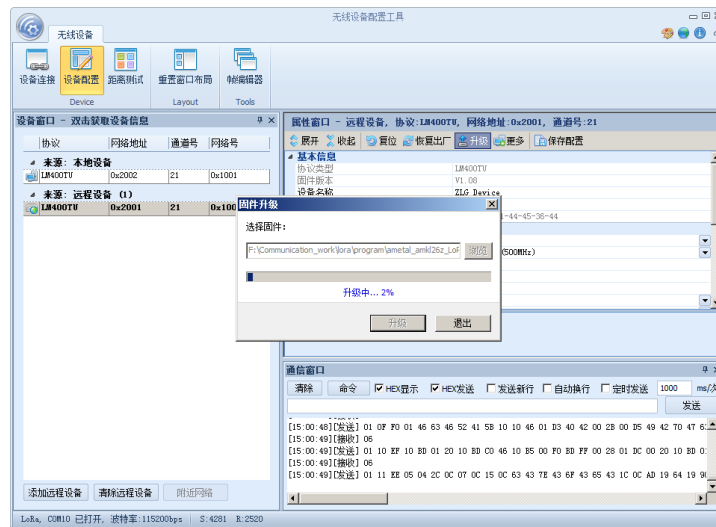 无线设备配置工具
无线设备
设备连接 设备配置 距离测试 重置窗口布局 帧编辑器
Device Layout Tools
设备窗口 - 双击获取设备信息
协议 网络地址 通道号 网络号
来源: 本地设备
LM400TU 0x2002 21 0x1001
来源: 远程设备 (1)
LM400TU 0x2001 21 0x100
添加远程设备 清除远程设备 附近网络
属性窗口 - 远程设备, 协议:LM400TU, 网络地址:0x2001, 通道号:21
展开 收起 复位 恢复出厂 升级 更多 保存配置
基本信息
协议类型 LM400TU
固件版本 V1.08
设备名称 ZLG Device
-44-45-36-44
(500MHz)
固件升级
选择固件:
F:\Communication_work\lora\program\ametal_amkl26z_LoF 浏览
升级中... 2%
升级 退出
通信窗口
清除 命令 HEX显示 HEX发送 发送新行 自动换行 定时发送 1000 ms/次
发送
[15:00:48][发送] 01 0F F0 01 46 63 46 52 41 5B 10 10 46 01 D3 40 42 00 2B 00 D5 49 42 70 47
[15:00:49][接收] 06
[15:00:49][发送] 01 10 EF 10 BD 01 20 10 BD C0 46 10 B5 00 F0 BD FF 00 28 01 DC 00 20 10 BD
[15:00:49][接收] 06
[15:00:49][发送] 01 11 EE 05 04 2C 0C 07 0C 15 0C 63 43 7E 43 6F 43 65 43 1C 0C AD 19 64 19
LoRa, COM10 已打开, 波特率:115200bps S:4281 R:2520